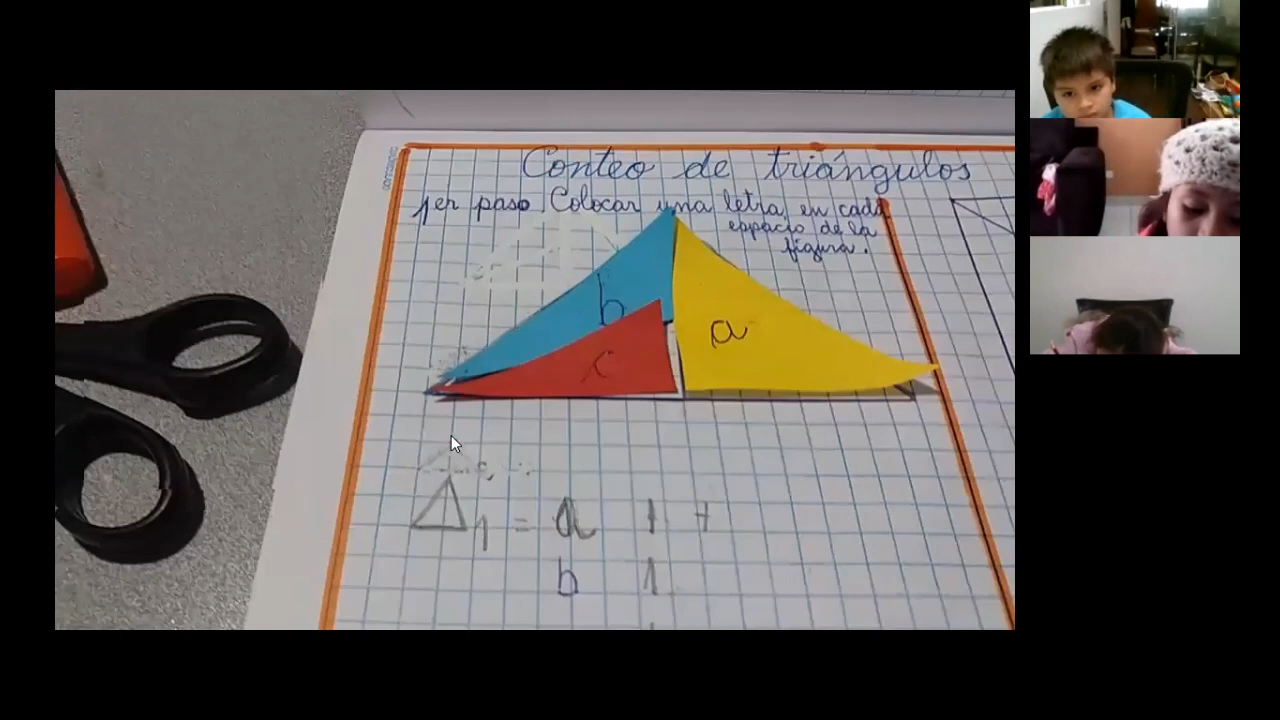 Conteo de triángulos
1er paso Colocar una letra en cada
espacio de la
figura.
b
a
c
1 = a 1 +
b 1